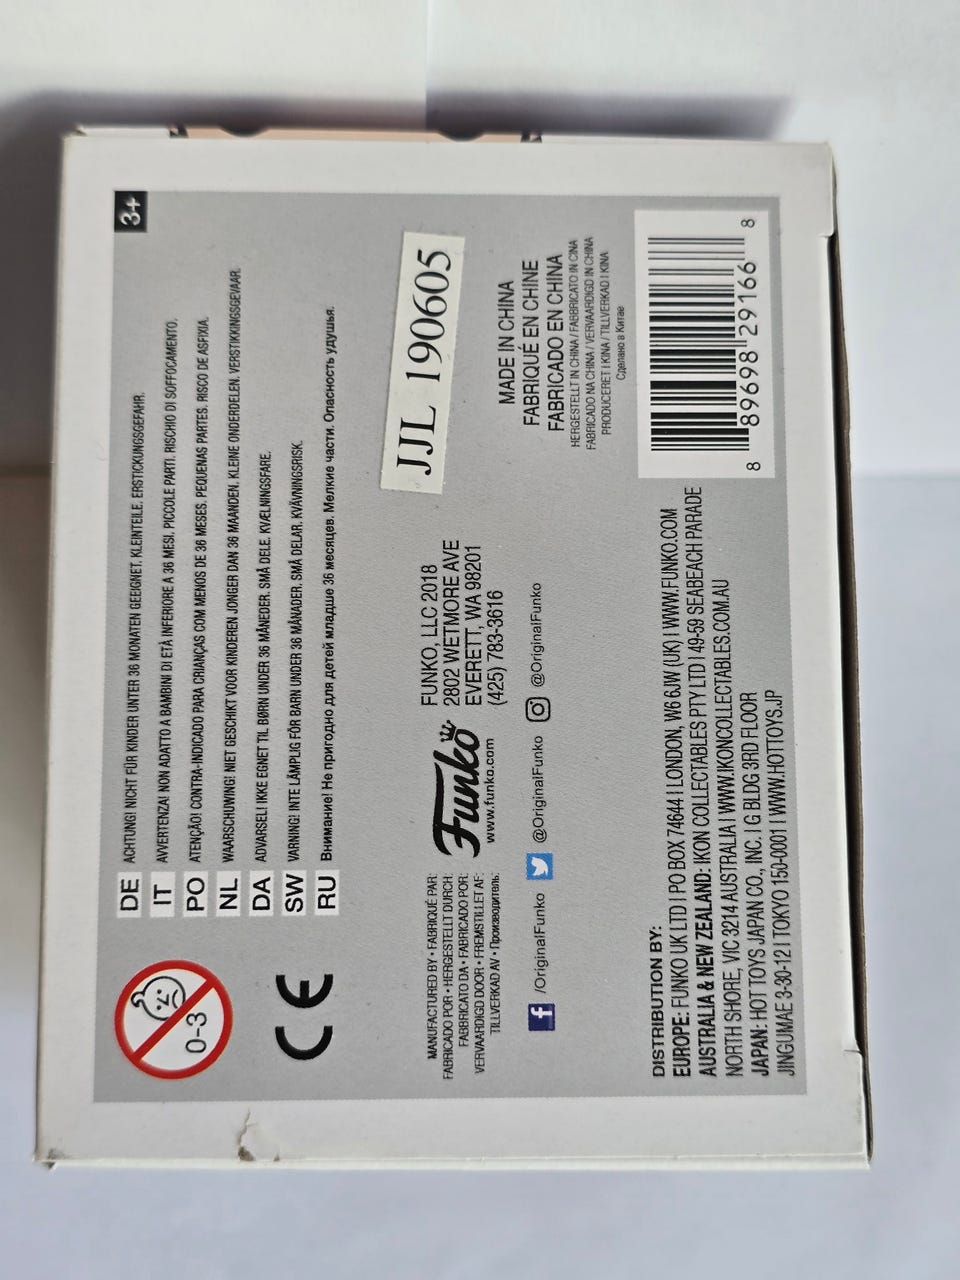 3+
0-3
DE ACHTUNG! NICHT FÜR KINDER UNTER 36 MONATEN GEEIGNET. KLEINTEILE. ERSTICKUNGSGEFAHR.
IT AVVERTENZA! NON ADATTO A BAMBINI DI ETÀ INFERIORE A 36 MESI. PICCOLE PARTI. RISCHIO DI SOFFOCAMENTO.
PO ATENÇÃO! CONTRA-INDICADO PARA CRIANÇAS COM MENOS DE 36 MESES. PEQUENAS PARTES. RISCO DE ASFIXIA.
NL WAARSCHUWING! NIET GESCHIKT VOOR KINDEREN JONGER DAN 36 MAANDEN. KLEINE ONDERDELEN. VERSTIKKINGSGEVAAR.
DA ADVARSEL! IKKE EGNET TIL BØRN UNDER 36 MÅNEDER. SMÅ DELE. KVÆLNINGSFARE.
SW VARNING! INTE LÄMPLIG FÖR BARN UNDER 36 MÅNADER. SMÅ DELAR. KVÄVNINGSRISK.
RU Внимание! Не пригодно для детей младше 36 месяцев. Мелкие части. Опасность удушья.
CE
MANUFACTURED BY • FABRIQUÉ PAR:
FABRICADO POR • HERGESTELLT DURCH:
FABBRICATO DA • FABRICADO POR:
VERVAARDIGD DOOR • FREMSTILLET AF:
TILLVERKAD AV • Производитель:
Funko
www.funko.com
FUNKO, LLC 2018
2802 WETMORE AVE
EVERETT, WA 98201
(425) 783-3616
f /OriginalFunko
@OriginalFunko
@OriginalFunko
JJL 190605
MADE IN CHINA
FABRIQUÉ EN CHINE
FABRICADO EN CHINA
HERGESTELLT IN CHINA / FABBRICATO IN CINA
FABRICADO NA CHINA / VERVAARDIGD IN CHINA
PRODUCERET I KINA / TILLVERKAD I KINA
Сделано в Китае
DISTRIBUTION BY:
EUROPE: FUNKO UK LTD | PO BOX 74644 | LONDON, W6 6JW (UK) | WWW.FUNKO.COM
AUSTRALIA & NEW ZEALAND: IKON COLLECTABLES PTY LTD | 49-59 SEABEACH PARADE
NORTH SHORE, VIC 3214 AUSTRALIA | WWW.IKONCOLLECTABLES.COM.AU
JAPAN: HOT TOYS JAPAN CO., INC. | G BLDG 3RD FLOOR
JINGUMAE 3-30-12 | TOKYO 150-0001 | WWW.HOTTOYS.JP
8 89698 29166 8